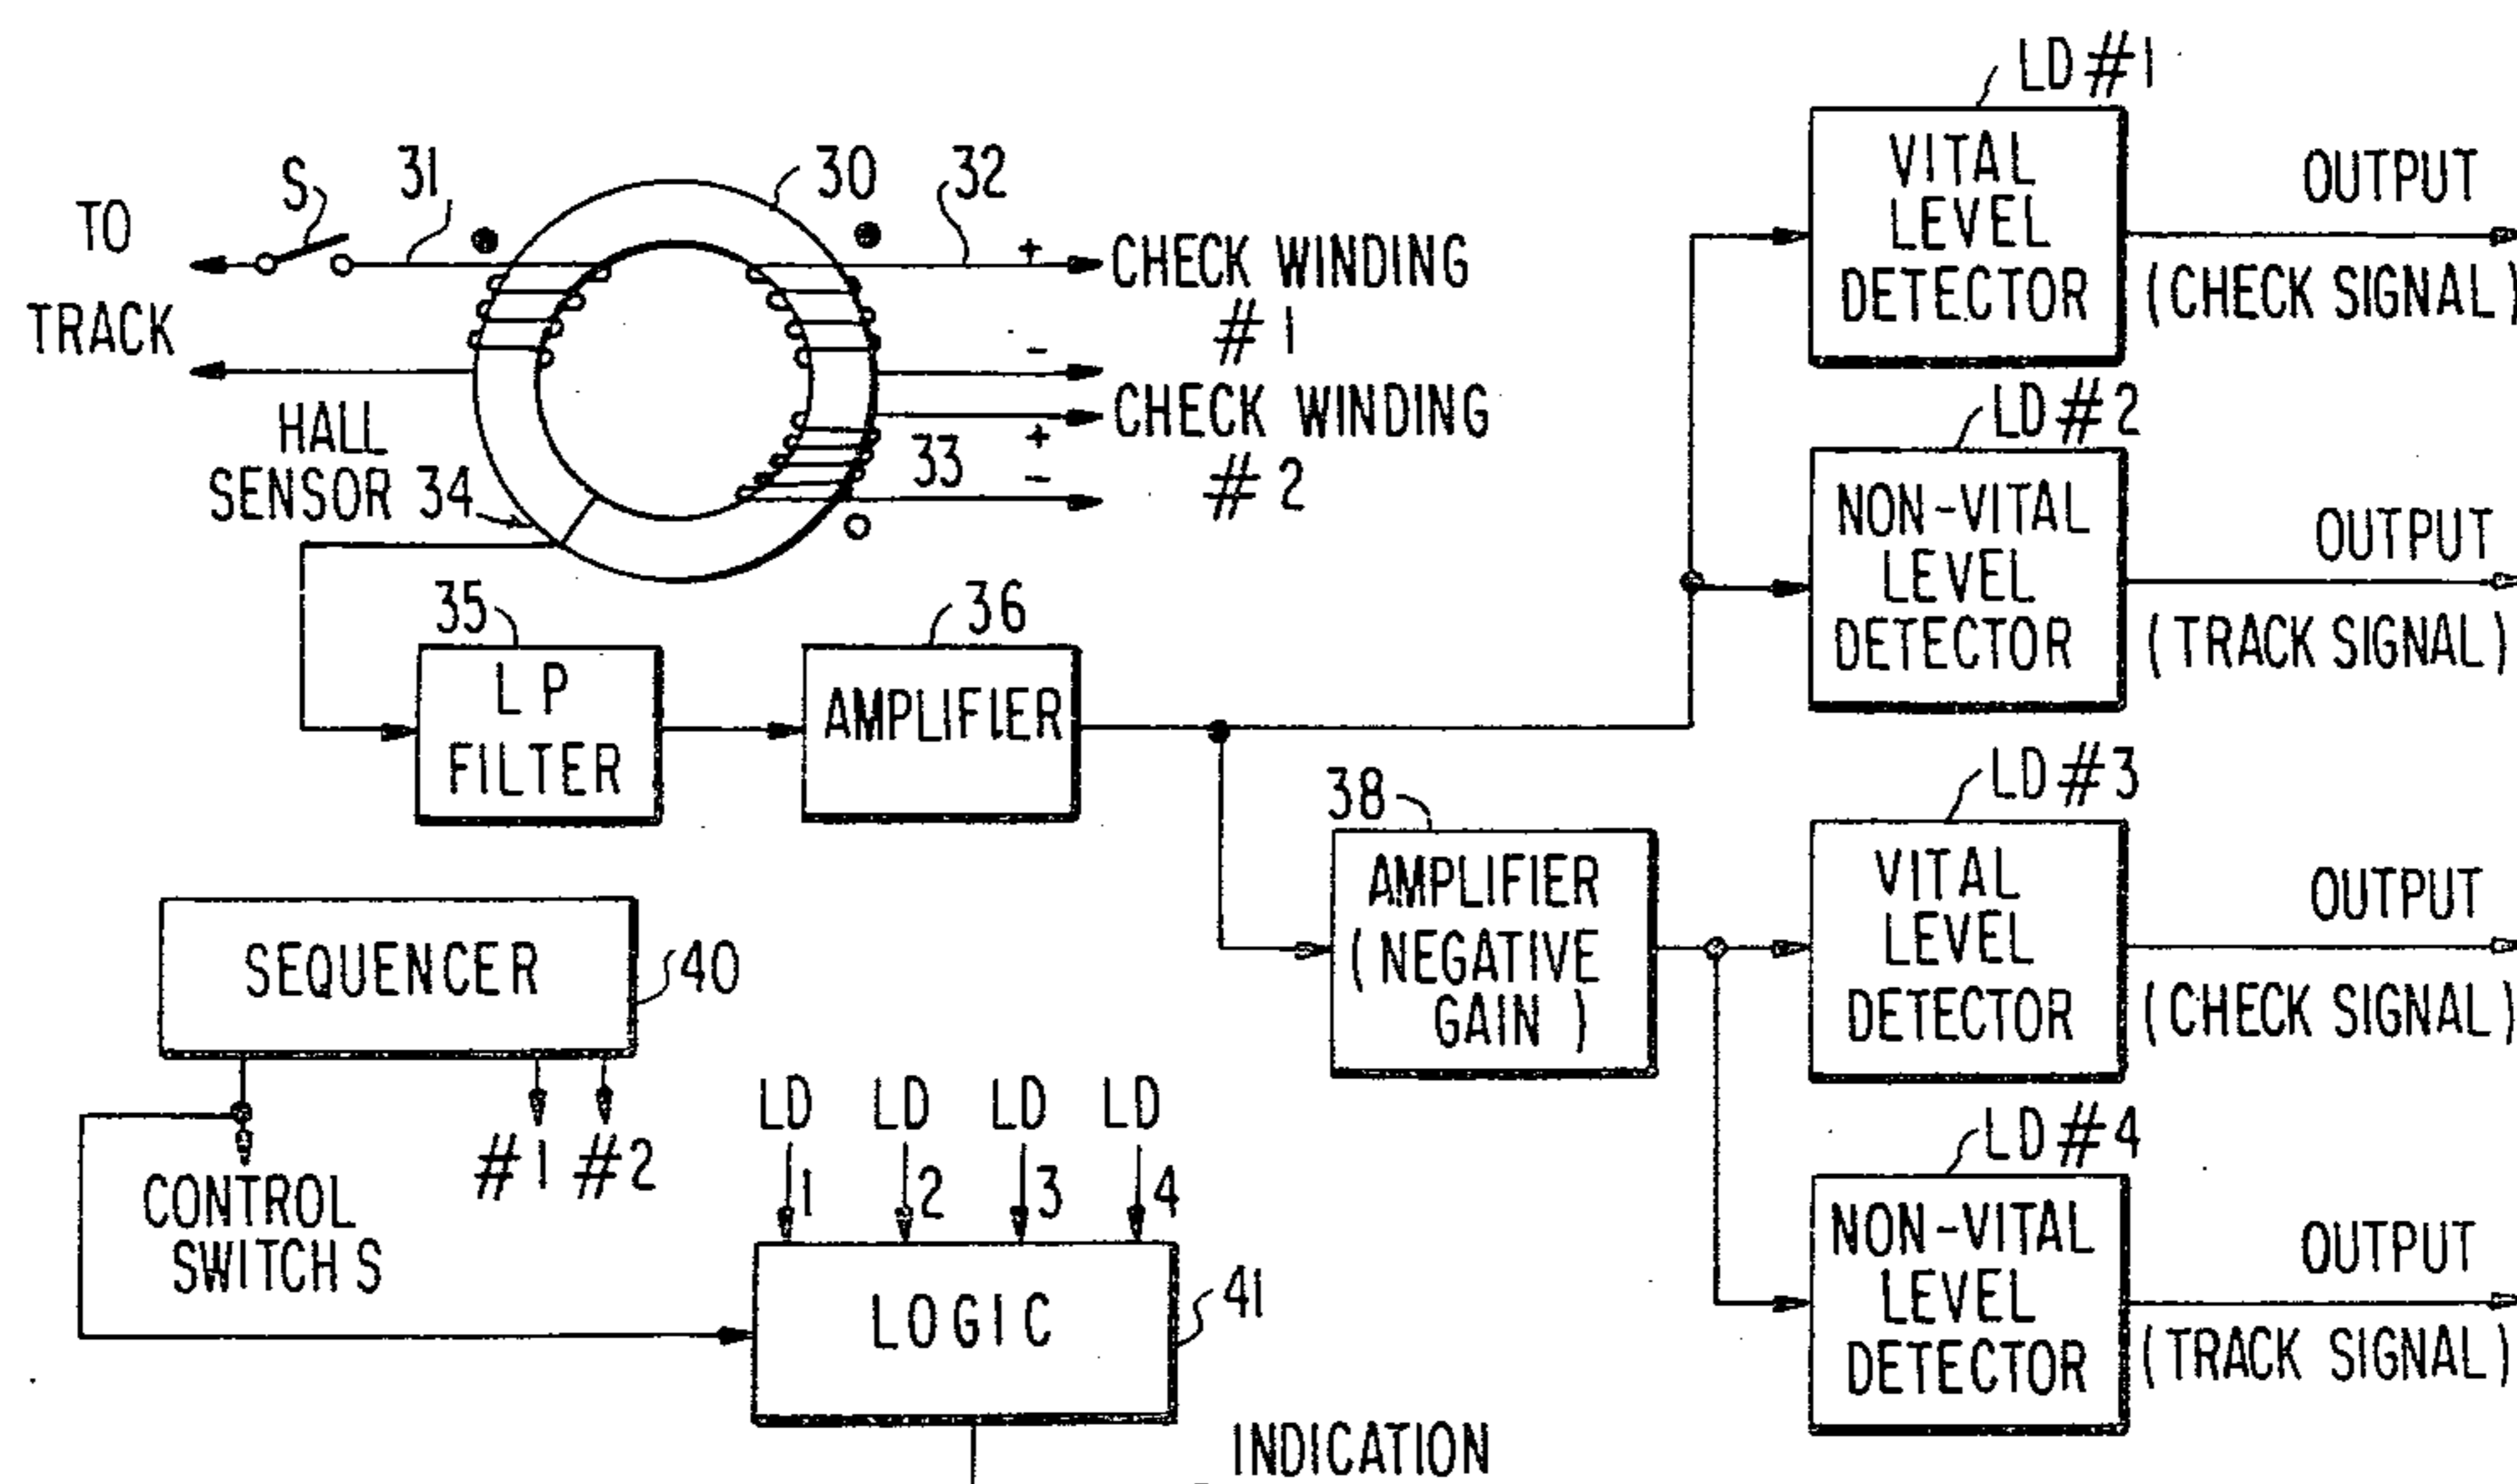 LD #1
VITAL
LEVEL
DETECTOR
OUTPUT
(CHECK SIGNAL)
TO
TRACK
S
31
30
32
+
CHECK WINDING
# 1
-
CHECK WINDING
# 2
+
-
33
HALL
SENSOR 34
LD #2
NON-VITAL
LEVEL
DETECTOR
OUTPUT
(TRACK SIGNAL)
35
LP
FILTER
36
AMPLIFIER
38
AMPLIFIER
(NEGATIVE
GAIN)
LD #3
VITAL
LEVEL
DETECTOR
OUTPUT
(CHECK SIGNAL)
SEQUENCER
40
CONTROL
SWITCH S
#1 #2
LD LD LD LD
1 2 3 4
LOGIC
41
LD #4
NON-VITAL
LEVEL
DETECTOR
OUTPUT
(TRACK SIGNAL)
INDICATION